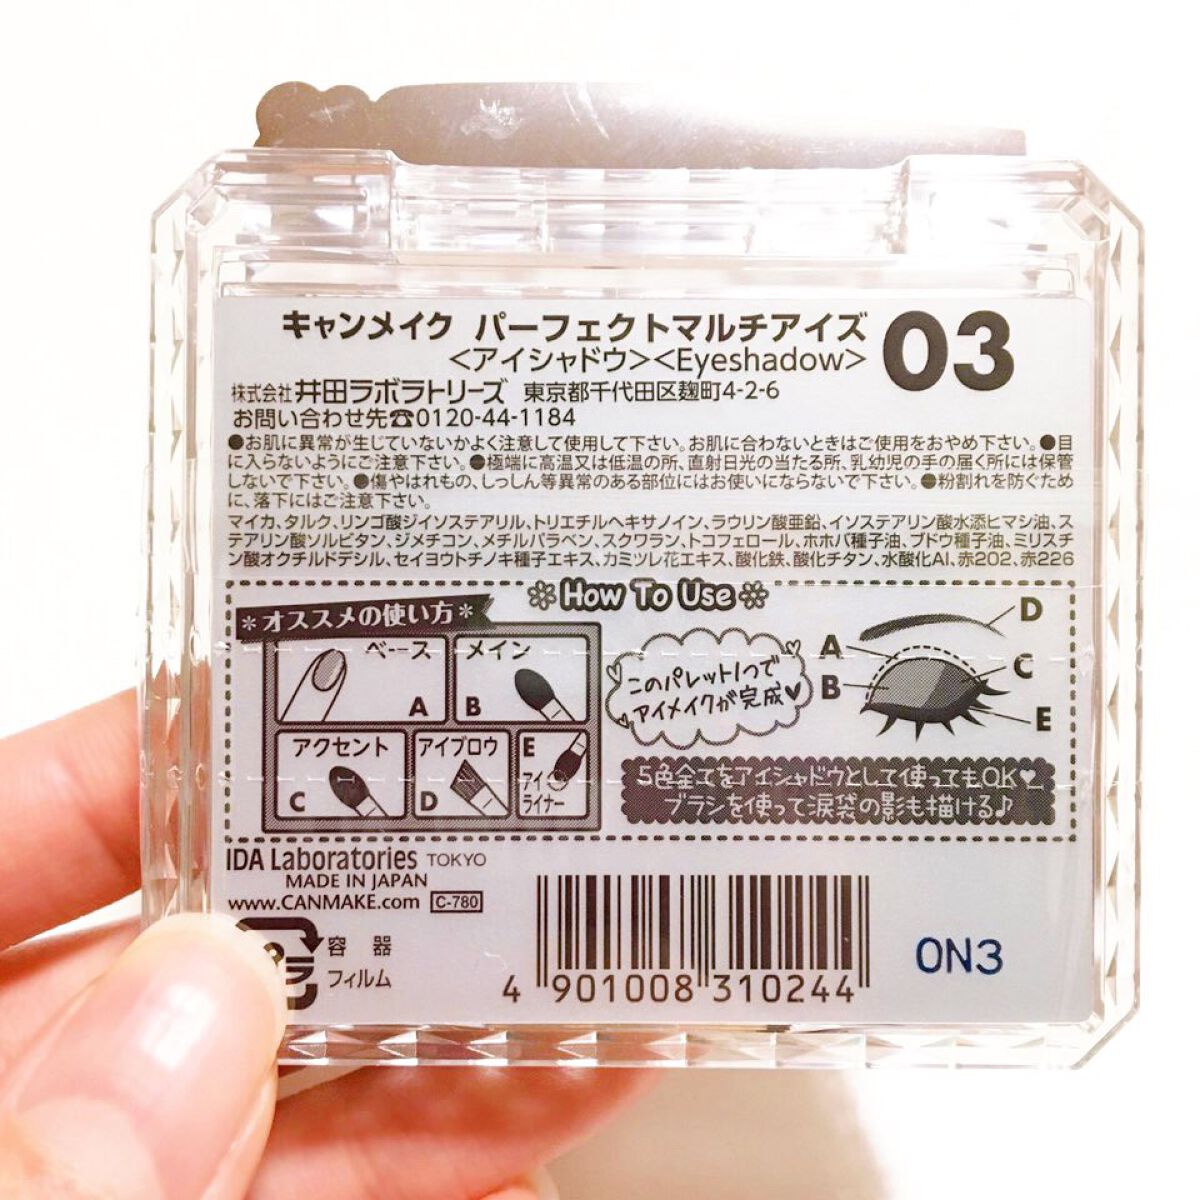 キャンメイク パーフェクトマルチアイズ 03
<アイシャドウ><Eyeshadow>
株式会社 井田ラボラトリーズ 東京都千代田区麹町4-2-6
お問い合わせ先☎0120-44-1184
●お肌に異常が生じていないかよく注意して使用して下さい。お肌に合わないときはご使用をおやめ下さい。●目
に入らないようにご注意下さい。●極端に高温又は低温の所、直射日光の当たる所、乳幼児の手の届く所には保管
しないで下さい。●傷やはれもの、しっしん等異常のある部位にはお使いにならないで下さい。●粉割れを防ぐため
に、落下にはご注意下さい。
マイカ、タルク、リンゴ酸ジイソステアリル、トリエチルヘキサノイン、ラウリン酸亜鉛、イソステアリン酸水添ヒマシ油、ス
テアリン酸ソルビタン、ジメチコン、メチルパラベン、スクワラン、トコフェロール、ホホバ種子油、ブドウ種子油、ミリスチ
ン酸オクチルドデシル、セイヨウトチノキ種子エキス、カミツレ花エキス、酸化鉄、酸化チタン、水酸化Al、赤202、赤226
How To Use
*オススメの使い方*
ベース
A
メイン
B
アクセント
C
アイブロウ
D
E
アイ
ライナー
このパレット1つで
アイメイクが完成♥
A
B
C
D
E
5色全てをアイシャドウとして使ってもOK♥
ブラシを使って涙袋の影も描ける♪
IDA Laboratories TOKYO
MADE IN JAPAN
www.CANMAKE.com C-780
容器
フィルム
4 901008 310244
0N3